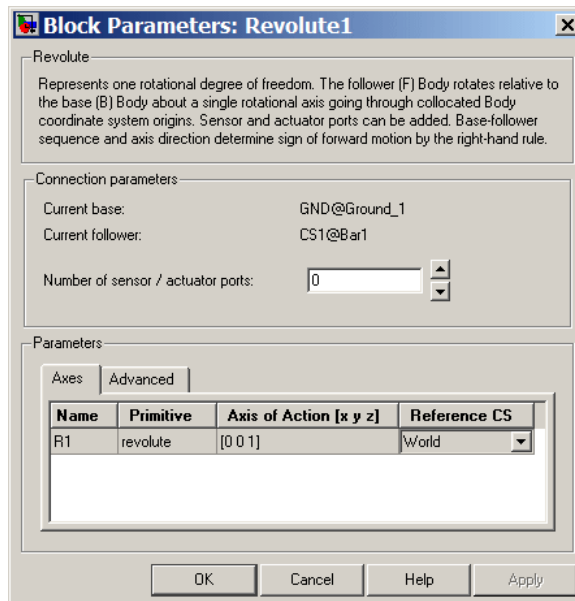 Block Parameters: Revolute1
Revolute
Represents one rotational degree of freedom. The follower (F) Body rotates relative to
the base (B) Body about a single rotational axis going through collocated Body
coordinate system origins. Sensor and actuator ports can be added. Base-follower
sequence and axis direction determine sign of forward motion by the right-hand rule.
Connection parameters
Current base: GND@Ground_1
Current follower: CS1@Bar1
Number of sensor / actuator ports: 0
Parameters
Axes Advanced
Name Primitive Axis of Action [x y z] Reference CS
R1 revolute [0 0 1] World
OK Cancel Help Apply